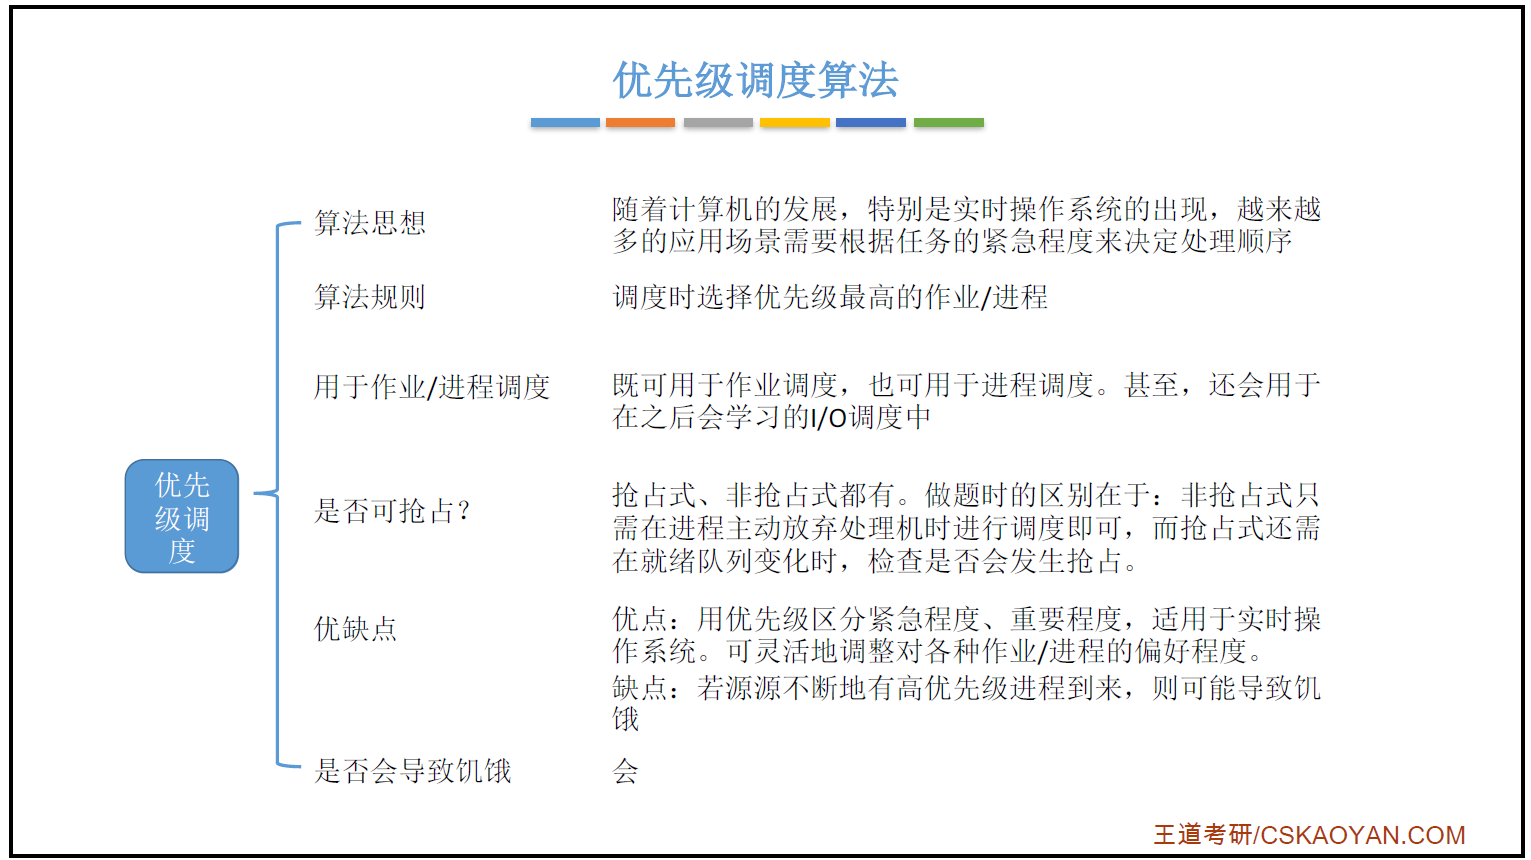 优先级调度算法
算法思想
随着计算机的发展，特别是实时操作系统的出现，越来越
多的应用场景需要根据任务的紧急程度来决定处理顺序
算法规则
调度时选择优先级最高的作业/进程
用于作业/进程调度
既可用于作业调度，也可用于进程调度。甚至，还会用于
在之后会学习的I/O调度中
优先
级调
度
是否可抢占？
抢占式、非抢占式都有。做题时的区别在于：非抢占式只
需在进程主动放弃处理机时进行调度即可，而抢占式还需
在就绪队列变化时，检查是否会发生抢占。
优缺点
优点：用优先级区分紧急程度、重要程度，适用于实时操
作系统。可灵活地调整对各种作业/进程的偏好程度。
缺点：若源源不断地有高优先级进程到来，则可能导致饥
饿
是否会导致饥饿
会
王道考研/CSKAOYAN.COM